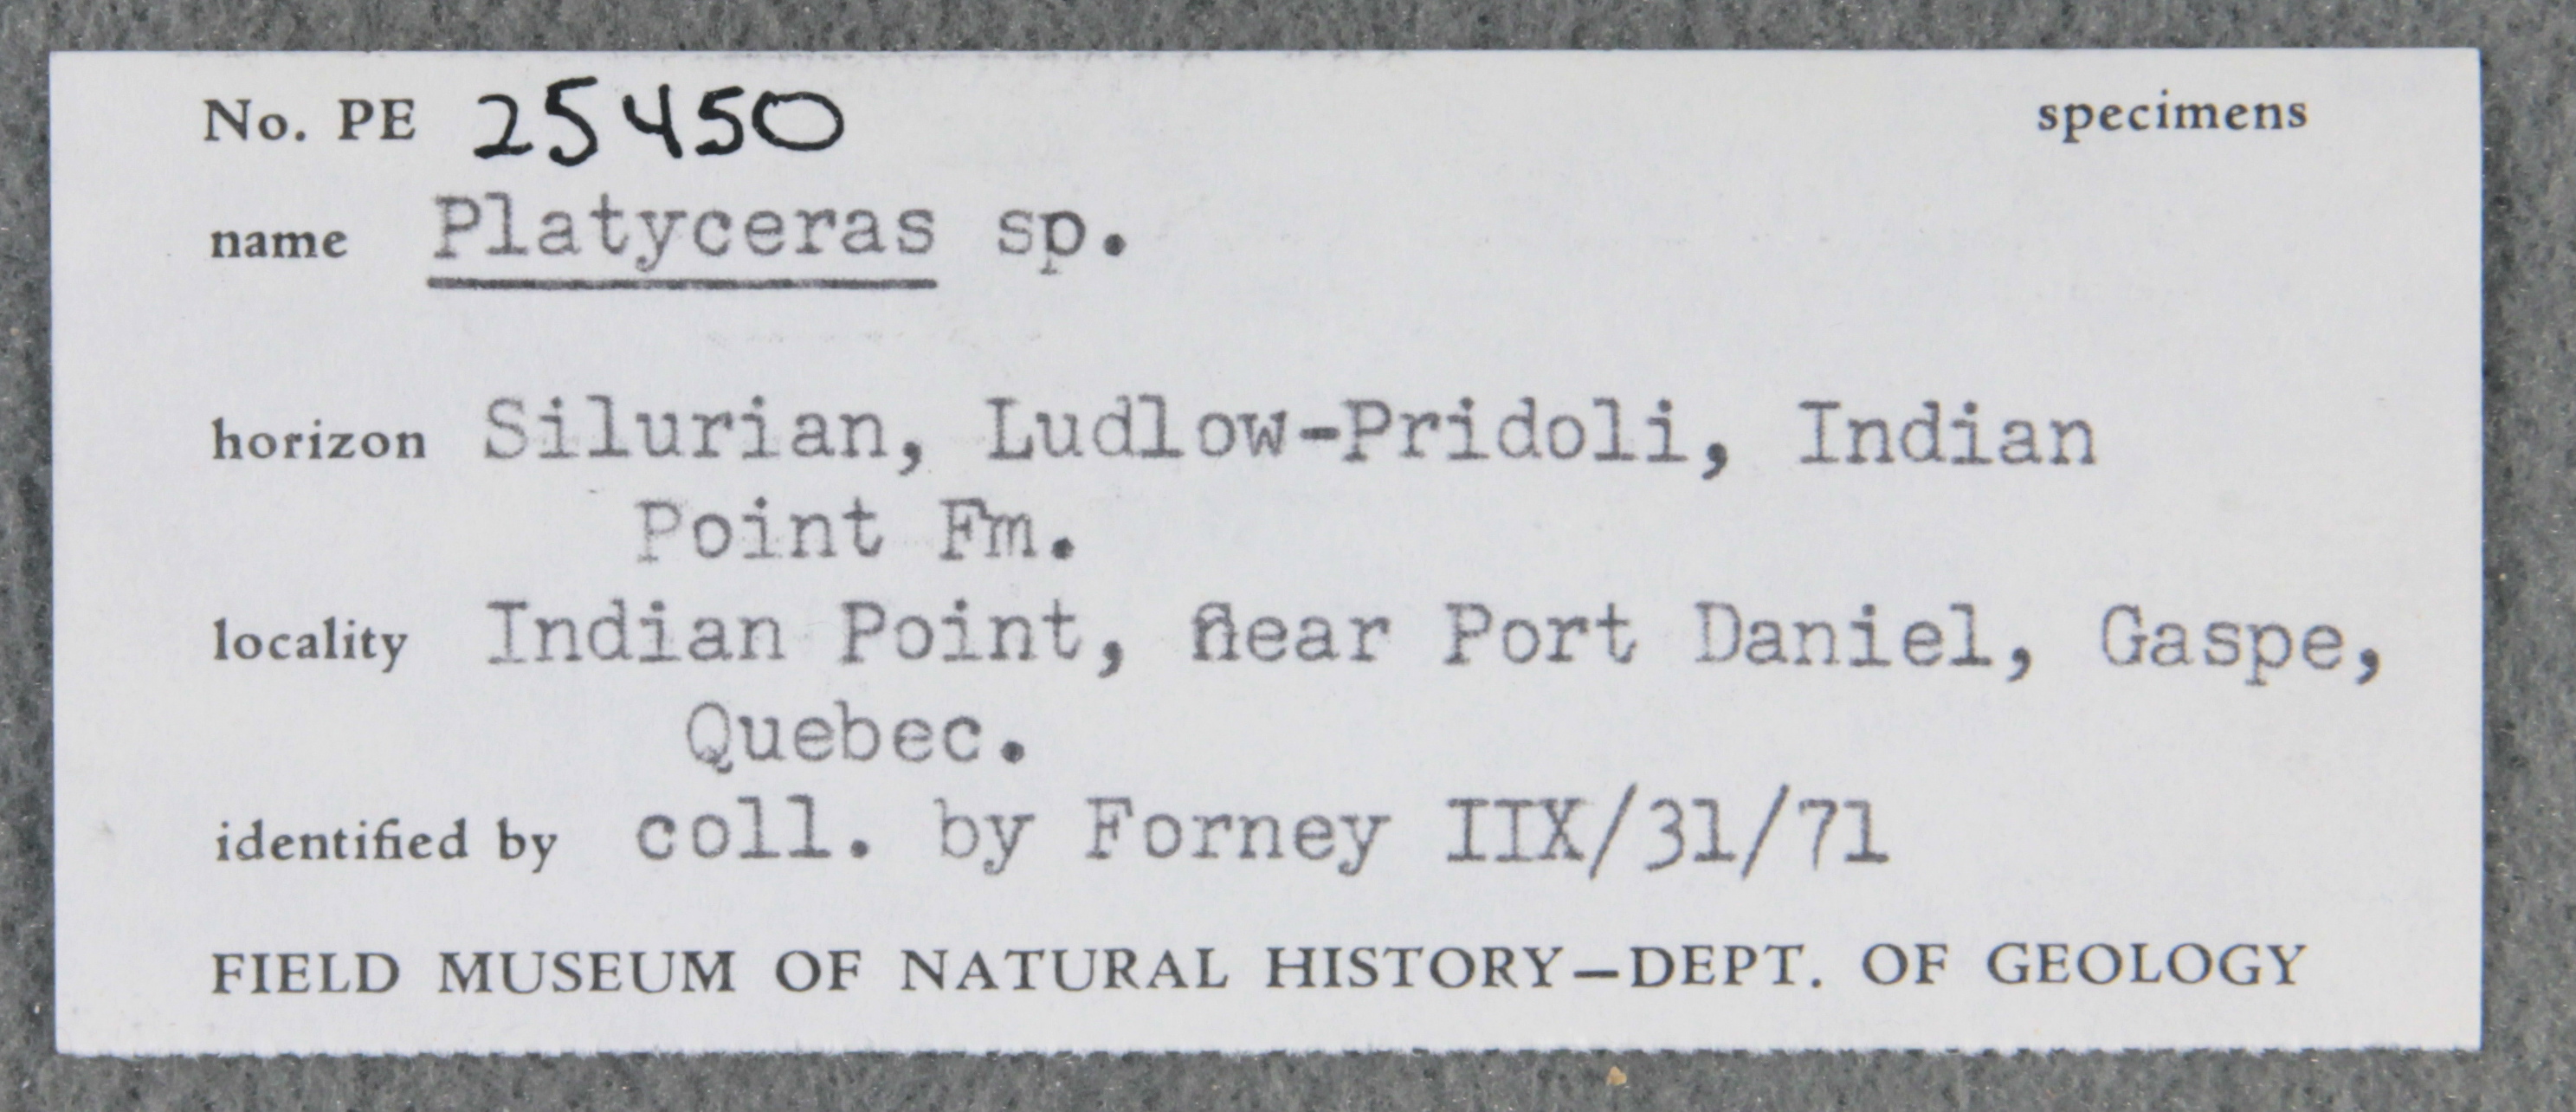 No. PE 25450 specimens
name Platyceras sp.
horizon Silurian, Ludlow-Pridoli, Indian
Point Fm.
locality Indian Point, near Port Daniel, Gaspe,
Quebec.
identified by coll. by Forney IIX/31/71
FIELD MUSEUM OF NATURAL HISTORY—DEPT. OF GEOLOGY